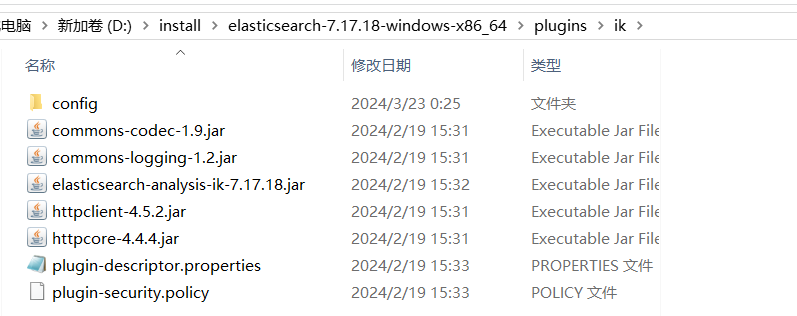 电脑 > 新加卷 (D:) > install > elasticsearch-7.17.18-windows-x86_64 > plugins > ik >
名称 修改日期 类型
config 2024/3/23 0:25 文件夹
commons-codec-1.9.jar 2024/2/19 15:31 Executable Jar File
commons-logging-1.2.jar 2024/2/19 15:31 Executable Jar File
elasticsearch-analysis-ik-7.17.18.jar 2024/2/19 15:32 Executable Jar File
httpclient-4.5.2.jar 2024/2/19 15:31 Executable Jar File
httpcore-4.4.4.jar 2024/2/19 15:31 Executable Jar File
plugin-descriptor.properties 2024/2/19 15:33 PROPERTIES 文件
plugin-security.policy 2024/2/19 15:33 POLICY 文件